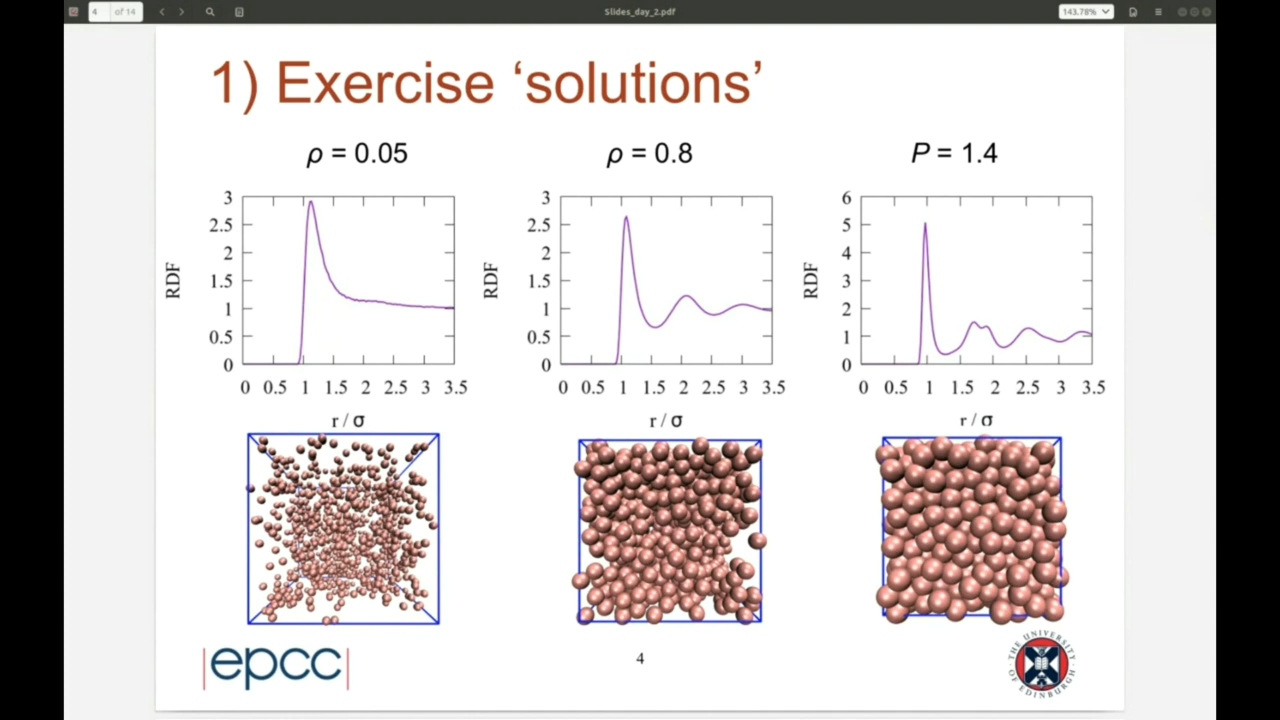 4 of 14
Slides_day_2.pdf
143.78%
1) Exercise ‘solutions’
ρ = 0.05
ρ = 0.8
P = 1.4
3
2.5
2
1.5
1
0.5
0
RDF
0 0.5 1 1.5 2 2.5 3 3.5
r / σ
3
2.5
2
1.5
1
0.5
0
RDF
0 0.5 1 1.5 2 2.5 3 3.5
r / σ
6
5
4
3
2
1
0
RDF
0 0.5 1 1.5 2 2.5 3 3.5
r / σ
|epcc|
4
THE UNIVERSITY
OF EDINBURGH